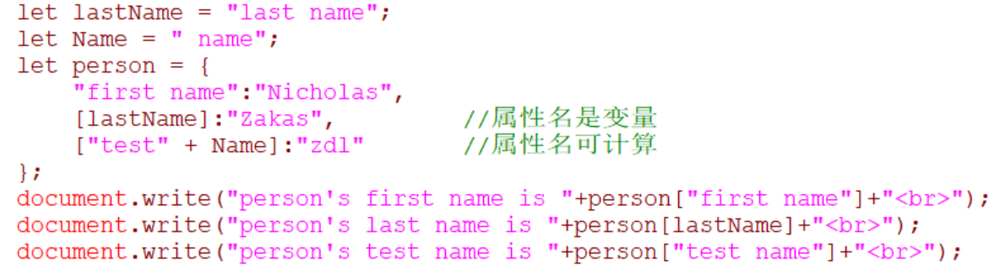 let lastName = "last name";
let Name = " name";
let person = {
    "first name":"Nicholas",
    [lastName]:"Zakas",          //属性名是变量
    ["test" + Name]:"zdl"        //属性名可计算
};
document.write("person's first name is "+person["first name"]+"<br>");
document.write("person's last name is "+person[lastName]+"<br>");
document.write("person's test name is "+person["test name"]+"<br>");